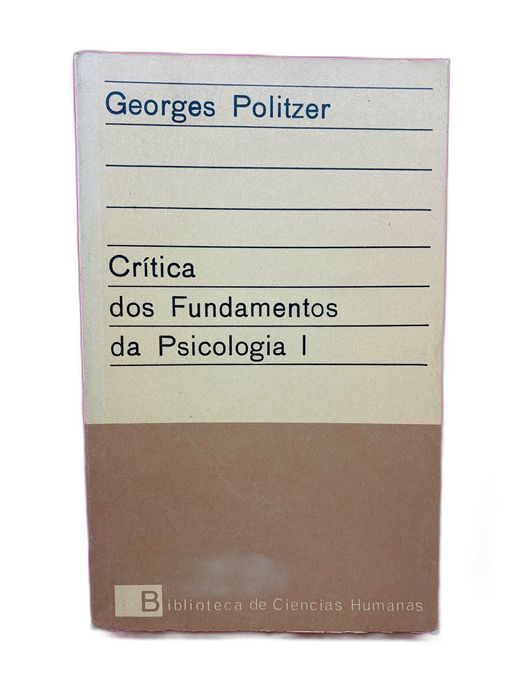 Georges Politzer
Crítica
dos Fundamentos
da Psicologia I
Biblioteca de Ciencias Humanas